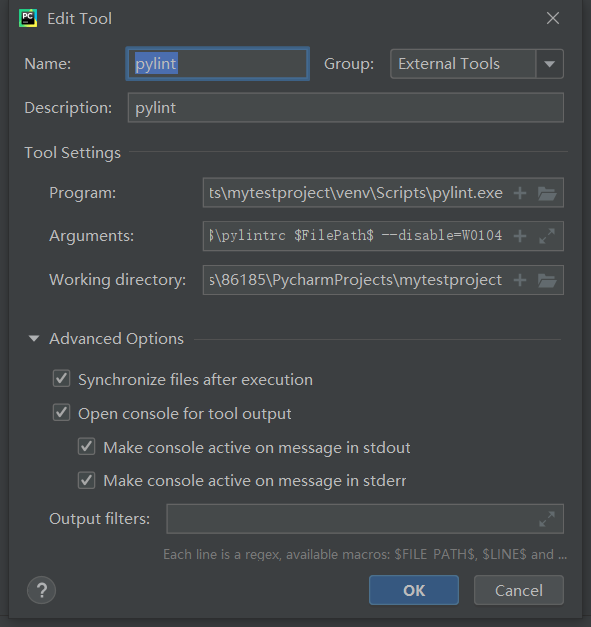 PC
Edit Tool
Name: pylint Group: External Tools
Description: pylint
Tool Settings
Program: ts\mytestproject\venv\Scripts\pylint.exe
Arguments: $\pylintrc $FilePath$ --disable=W0104
Working directory: s\86185\PycharmProjects\mytestproject
Advanced Options
Synchronize files after execution
Open console for tool output
Make console active on message in stdout
Make console active on message in stderr
Output filters:
Each line is a regex, available macros: $FILE_PATH$, $LINE$ and ...
?
OK
Cancel